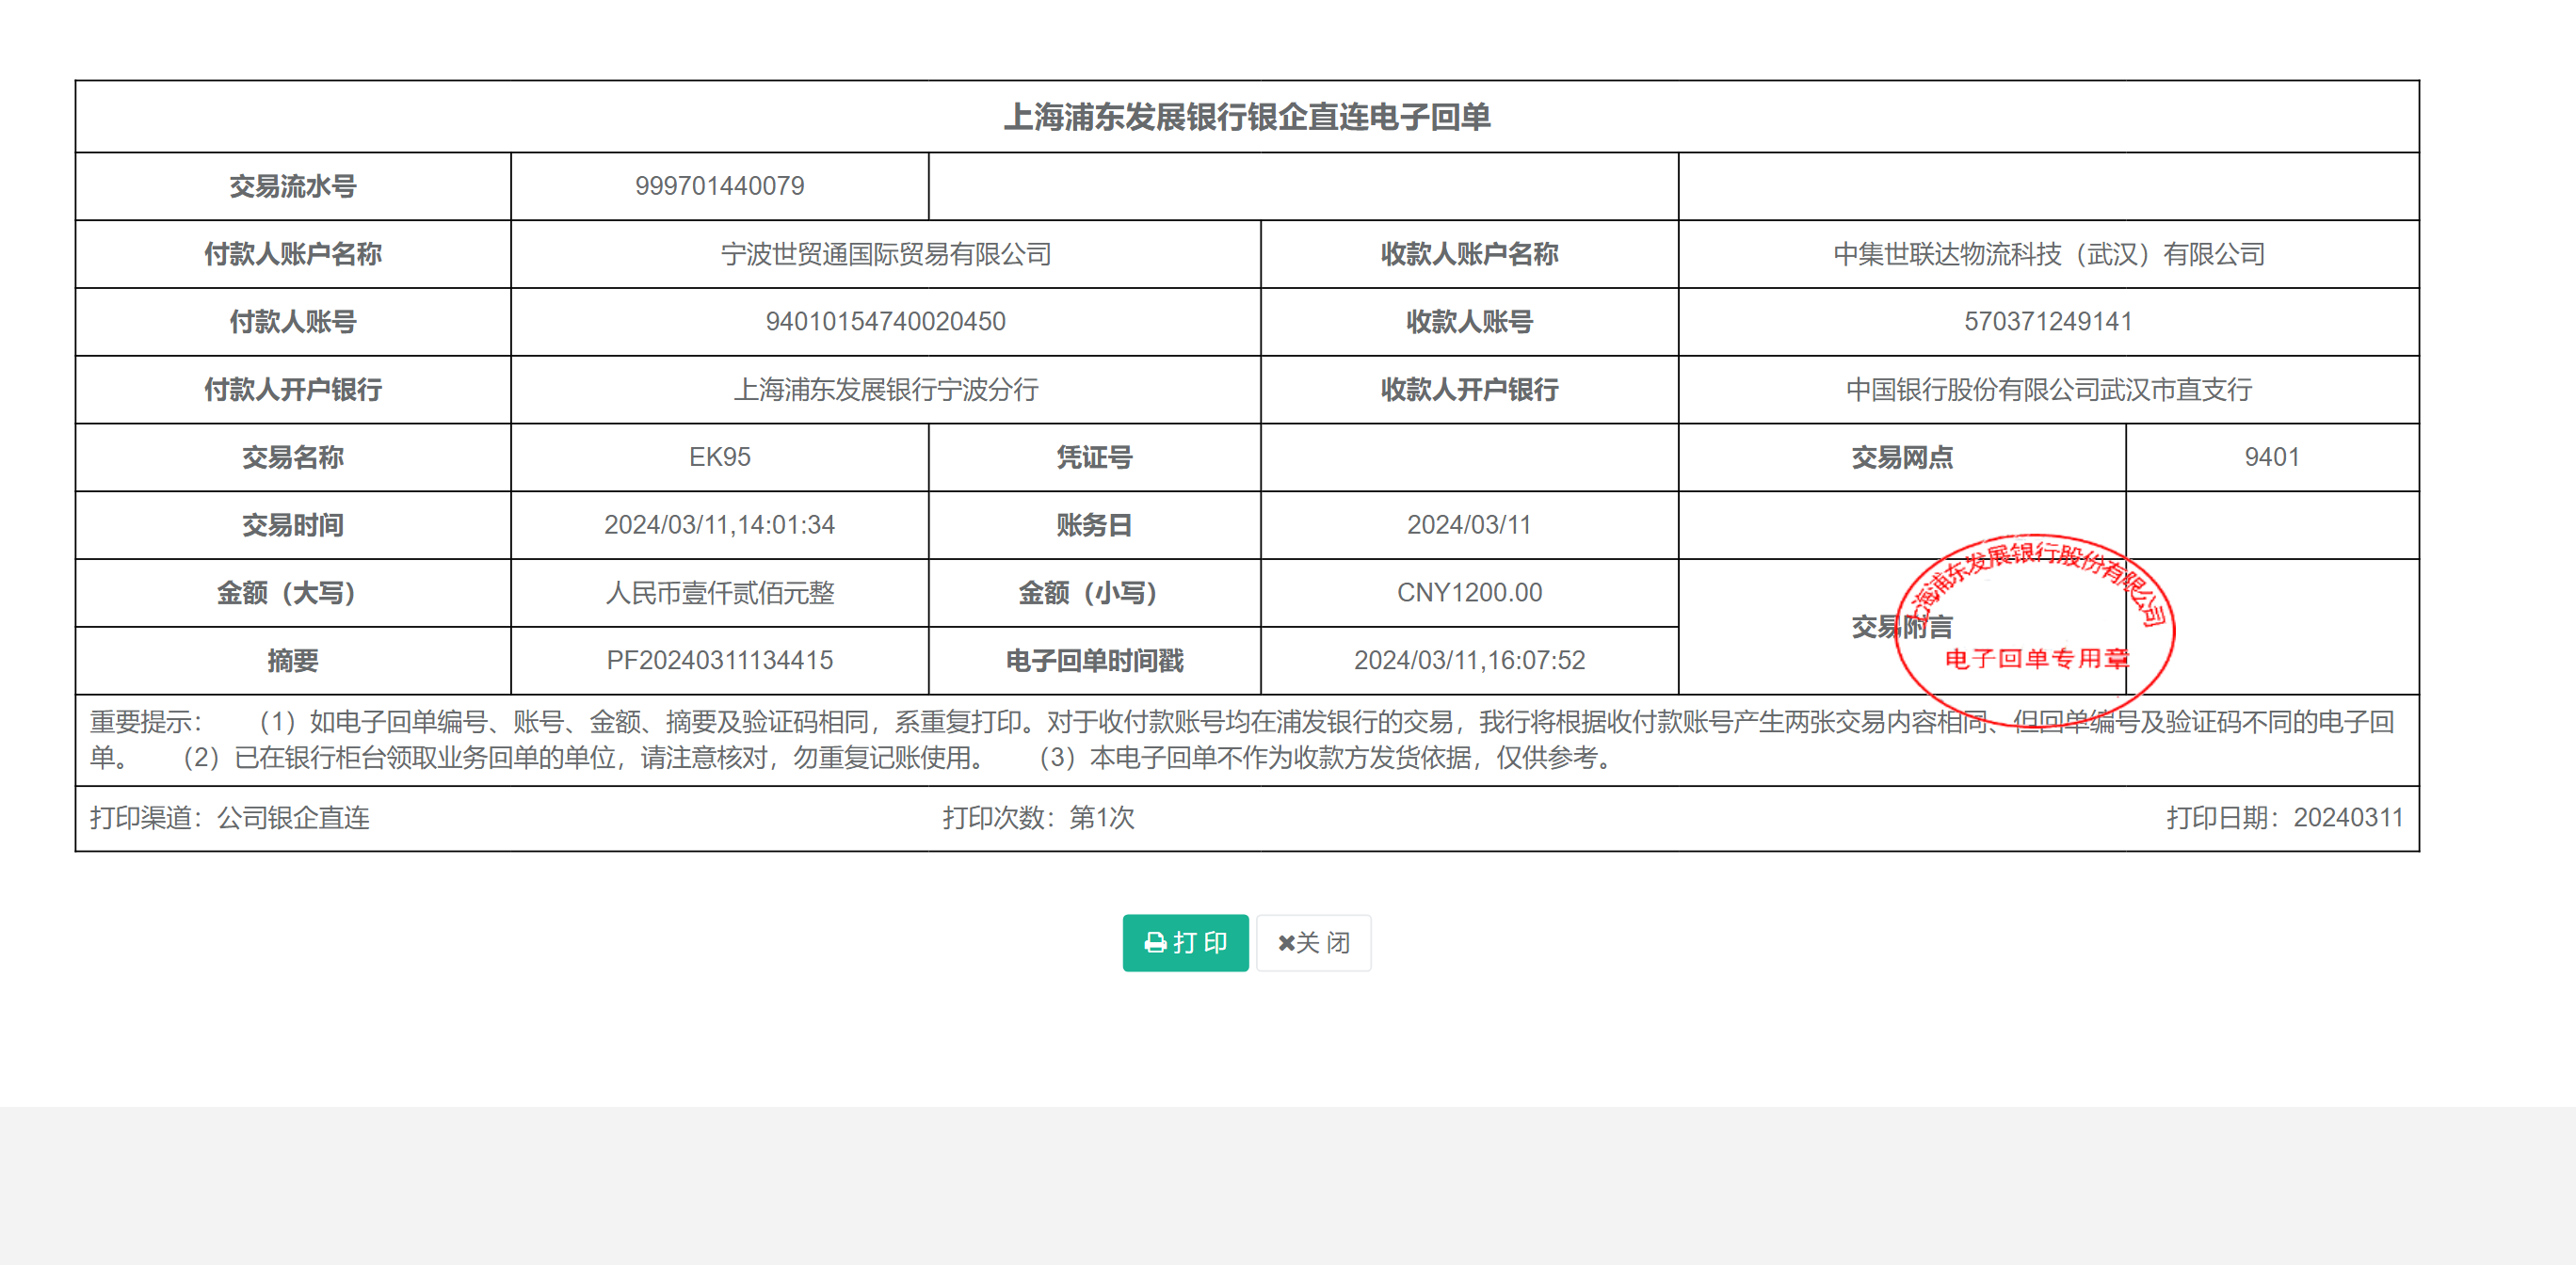 上海浦东发展银行银企直连电子回单
交易流水号 999701440079
付款人账户名称 宁波世贸通国际贸易有限公司 收款人账户名称 中集世联达物流科技（武汉）有限公司
付款人账号 94010154740020450 收款人账号 570371249141
付款人开户银行 上海浦东发展银行宁波分行 收款人开户银行 中国银行股份有限公司武汉市直支行
交易名称 EK95 凭证号 交易网点 9401
交易时间 2024/03/11,14:01:34 账务日 2024/03/11
金额（大写） 人民币壹仟贰佰元整 金额（小写） CNY1200.00
交易附言
摘要 PF20240311134415 电子回单时间戳 2024/03/11,16:07:52
上海浦东发展银行股份有限公司
电子回单专用章
重要提示： （1）如电子回单编号、账号、金额、摘要及验证码相同，系重复打印。对于收付款账号均在浦发银行的交易，我行将根据收付款账号产生两张交易内容相同、但回单编号及验证码不同的电子回
单。 （2）已在银行柜台领取业务回单的单位，请注意核对，勿重复记账使用。 （3）本电子回单不作为收款方发货依据，仅供参考。
打印渠道：公司银企直连 打印次数：第1次 打印日期：20240311
打 印 关 闭